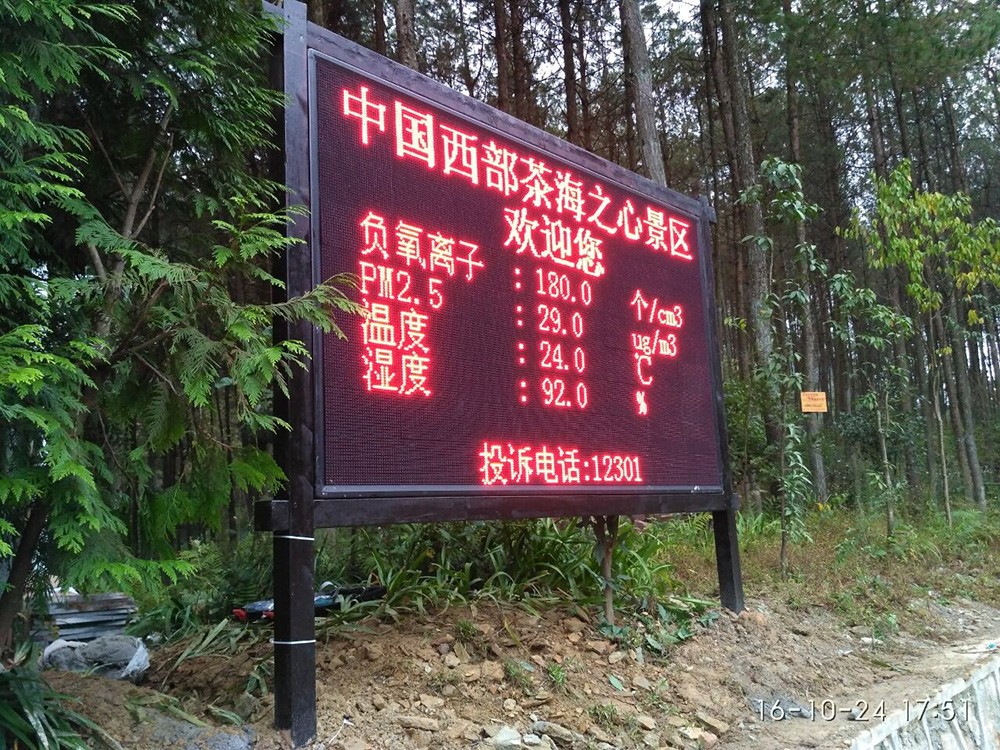 中国西部茶海之心景区
欢迎您
负氧离子 : 180.0 个/cm3
PM2.5 : 29.0 ug/m3
温度 : 24.0 ℃
湿度 : 92.0 %
投诉电话:12301
16-10-24 17:51